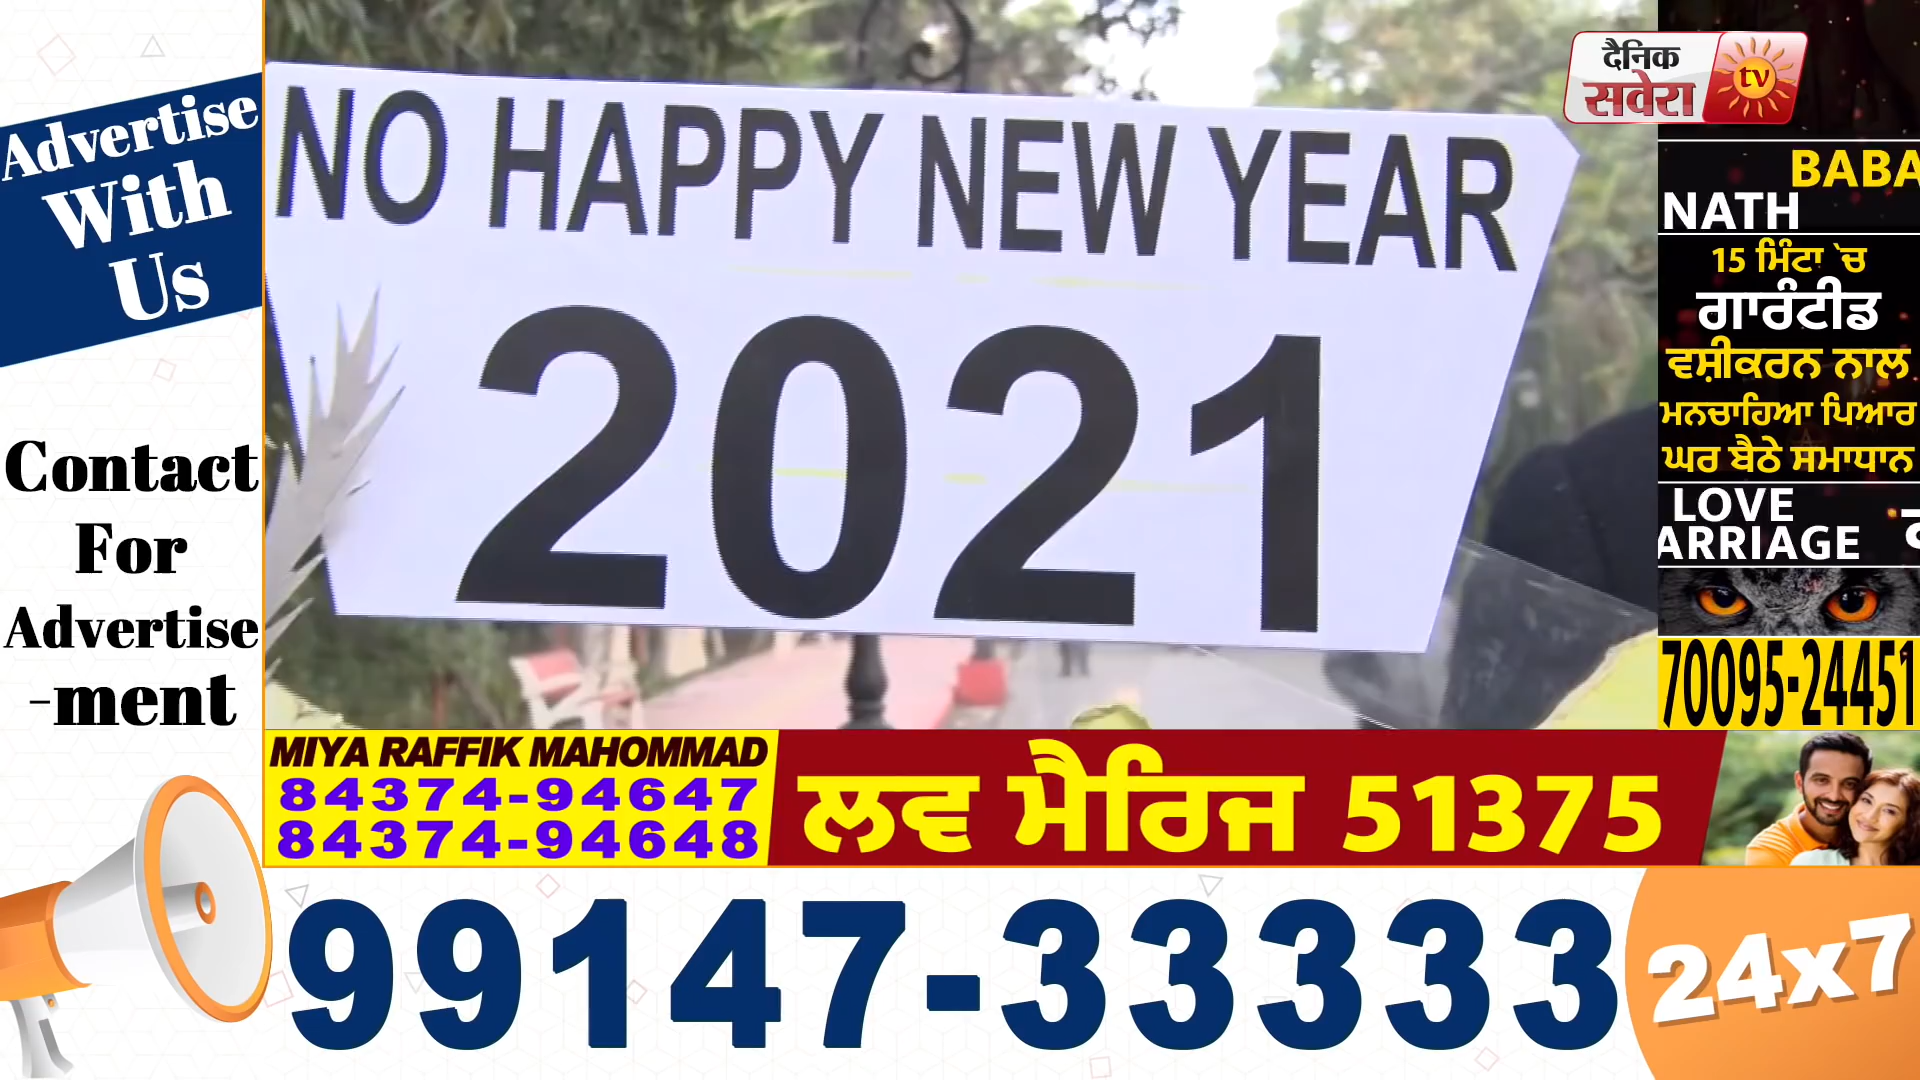 Advertise
With
Us
Contact
For
Advertise
-ment
NO HAPPY NEW YEAR
2021
दैनिक
सवेरा tv
BABA
NATH
15 ਮਿੰਟਾ `ਚ
ਗਾਰੰਟੀਡ
ਵਸ਼ੀਕਰਨ ਨਾਲ
ਮਨਚਾਹਿਆ ਪਿਆਰ
ਘਰ ਬੈਠੇ ਸਮਾਧਾਨ
LOVE
ARRIAGE
70095-24451
MIYA RAFFIK MAHOMMAD
84374-94647
84374-94648
ਲਵ ਮੈਰਿਜ 51375
99147-33333
24x7